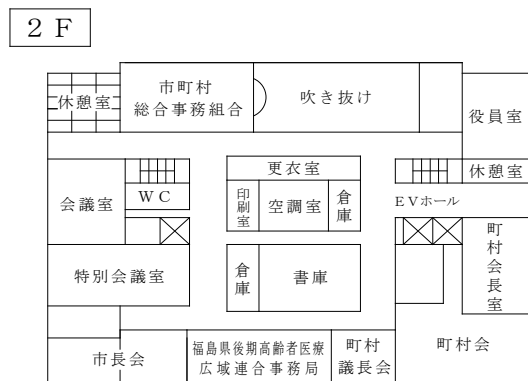 2F
休憩室
市町村
総合事務組合
吹き抜け
役員室
会議室
WC
更衣室
印刷室
空調室
倉庫
休憩室
EVホール
特別会議室
倉庫
書庫
町村会長室
市長会
福島県後期高齢者医療
広域連合事務局
町村
議長会
町村会